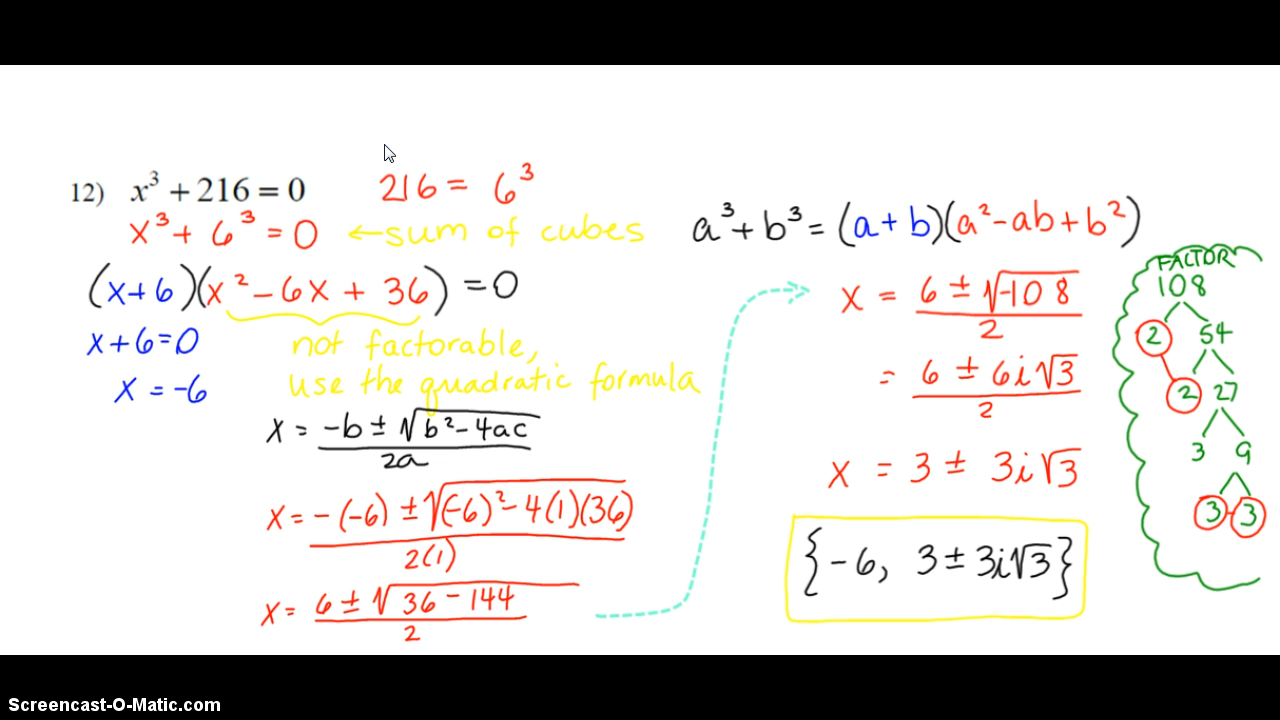 12) x³ + 216 = 0
216 = 6³
x³ + 6³ = 0 ← sum of cubes
(x + 6)(x² - 6x + 36) = 0
x + 6 = 0
x = -6
not factorable,
use the quadratic formula
x = (-b ± √(b² - 4ac)) / 2a
x = (-(-6) ± √((-6)² - 4(1)(36))) / 2(1)
x = (6 ± √(36 - 144)) / 2
a³ + b³ = (a + b)(a² - ab + b²)
x = (6 ± √(-108)) / 2
= (6 ± 6i√3) / 2
x = 3 ± 3i√3
{-6, 3 ± 3i√3}
FACTOR
108
2 54
2 27
3 9
3 3
Screencast-O-Matic.com